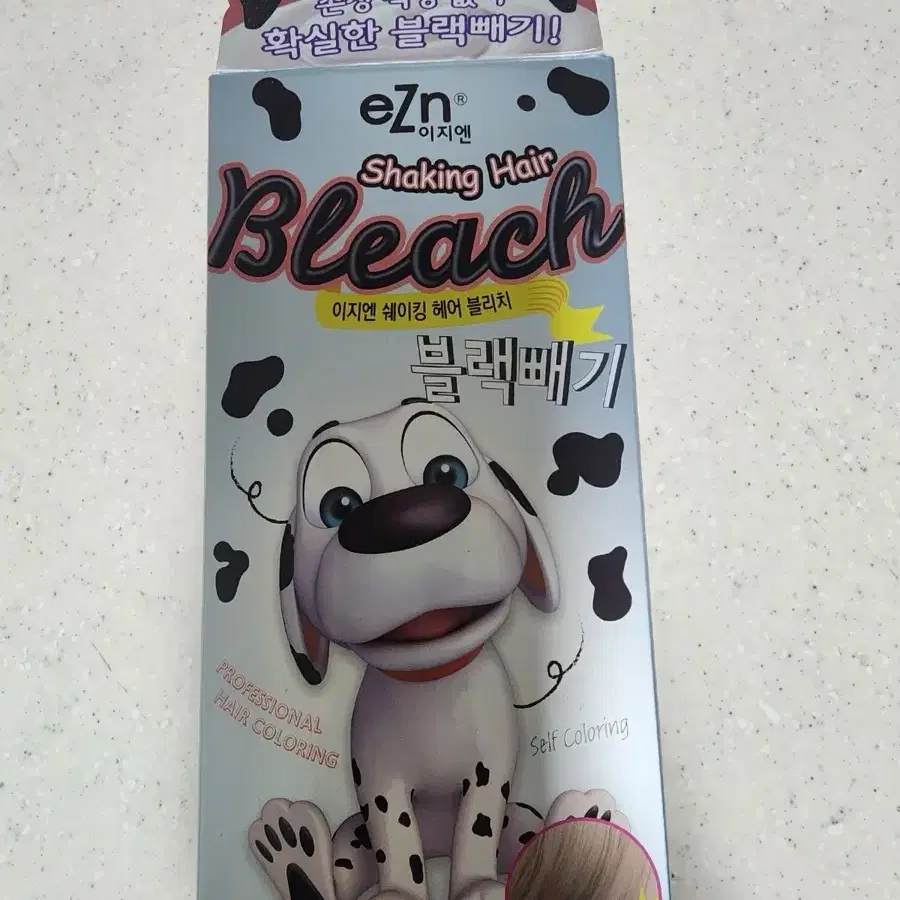 확실한 블랙빼기!
eZn®
이지엔
Shaking Hair
Bleach
이지엔 쉐이킹 헤어 블리치
블랙빼기
PROFESSIONAL
HAIR COLORING
Self Coloring